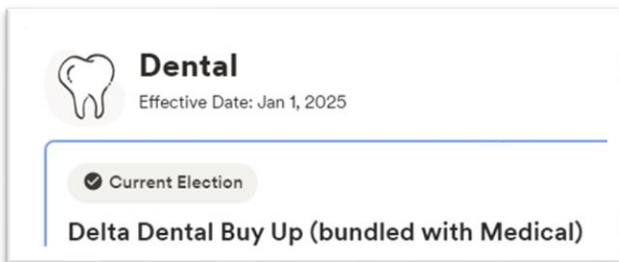 Dental
Effective Date: Jan 1, 2025
Current Election
Delta Dental Buy Up (bundled with Medical)